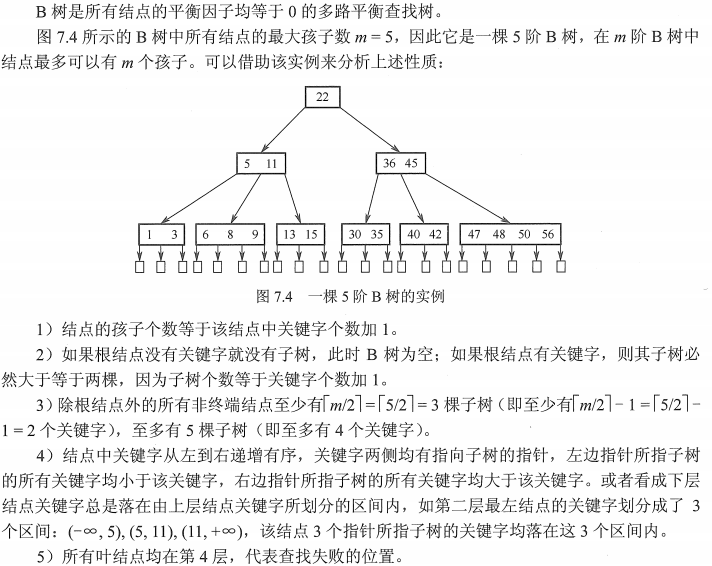 B 树是所有结点的平衡因子均等于 0 的多路平衡查找树。
图 7.4 所示的 B 树中所有结点的最大孩子数 m = 5，因此它是一棵 5 阶 B 树，在 m 阶 B 树中
结点最多可以有 m 个孩子。可以借助该实例来分析上述性质：
22
5 11
36 45
1 3
6 8 9
13 15
30 35
40 42
47 48 50 56
图 7.4 一棵 5 阶 B 树的实例
1）结点的孩子个数等于该结点中关键字个数加 1。
2）如果根结点没有关键字就没有子树，此时 B 树为空；如果根结点有关键字，则其子树必
然大于等于两棵，因为子树个数等于关键字个数加 1。
3）除根结点外的所有非终端结点至少有⌈m/2⌉ = ⌈5/2⌉ = 3 棵子树（即至少有⌈m/2⌉ − 1 = ⌈5/2⌉ −
1 = 2 个关键字），至多有 5 棵子树（即至多有 4 个关键字）。
4）结点中关键字从左到右递增有序，关键字两侧均有指向子树的指针，左边指针所指子树
的所有关键字均小于该关键字，右边指针所指子树的所有关键字均大于该关键字。或者看成下层
结点关键字总是落在由上层结点关键字所划分的区间内，如第二层最左结点的关键字划分成了 3
个区间：(−∞, 5), (5, 11), (11, +∞)，该结点 3 个指针所指子树的关键字均落在这 3 个区间内。
5）所有叶结点均在第 4 层，代表查找失败的位置。